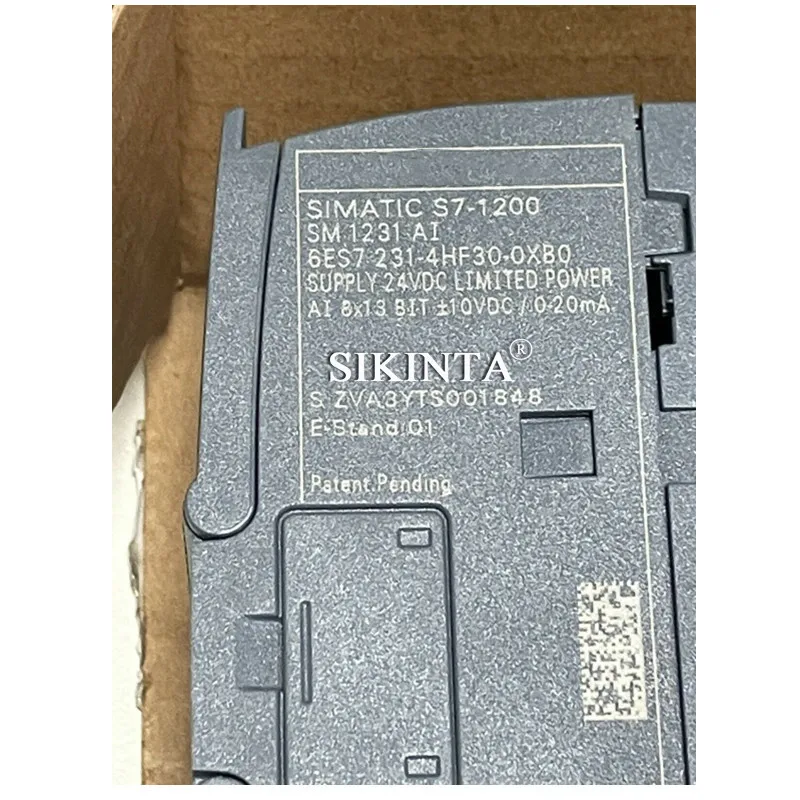 SIMATIC S7-1200
SM 1231 AI
6ES7 231-4HF30-0XB0
SUPPLY 24VDC LIMITED POWER
AI 8x13 BIT ±10VDC / 0-20mA
SIKINTA®
S ZVA3YTS001848
E-Stand 01
Patent Pending